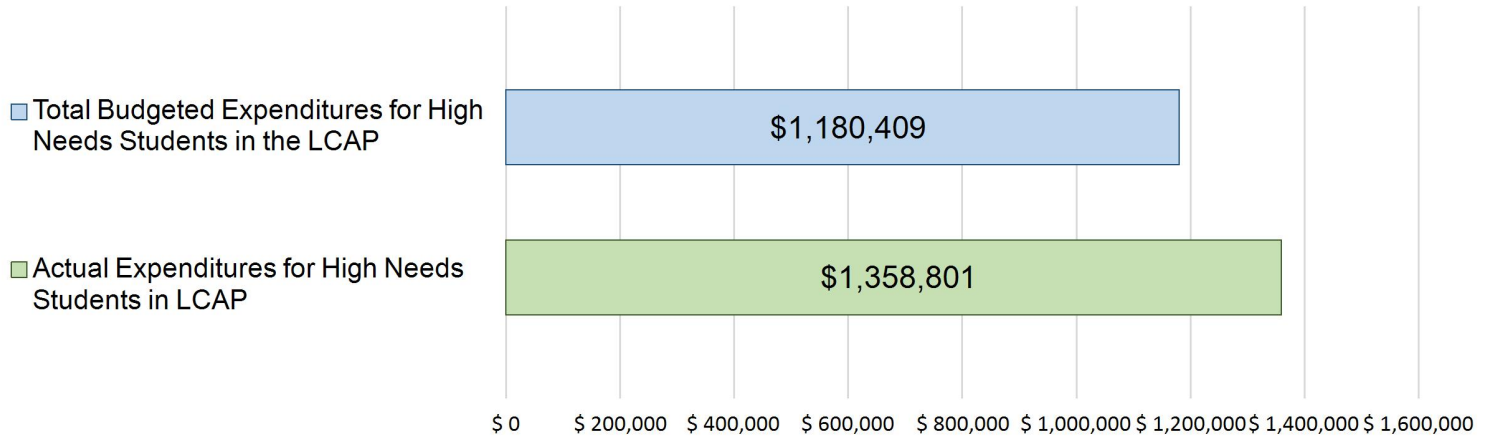 Total Budgeted Expenditures for High
Needs Students in the LCAP
$1,180,409
Actual Expenditures for High Needs
Students in LCAP
$1,358,801
$ 0 $ 200,000 $ 400,000 $ 600,000 $ 800,000 $ 1,000,000 $ 1,200,000 $ 1,400,000 $ 1,600,000